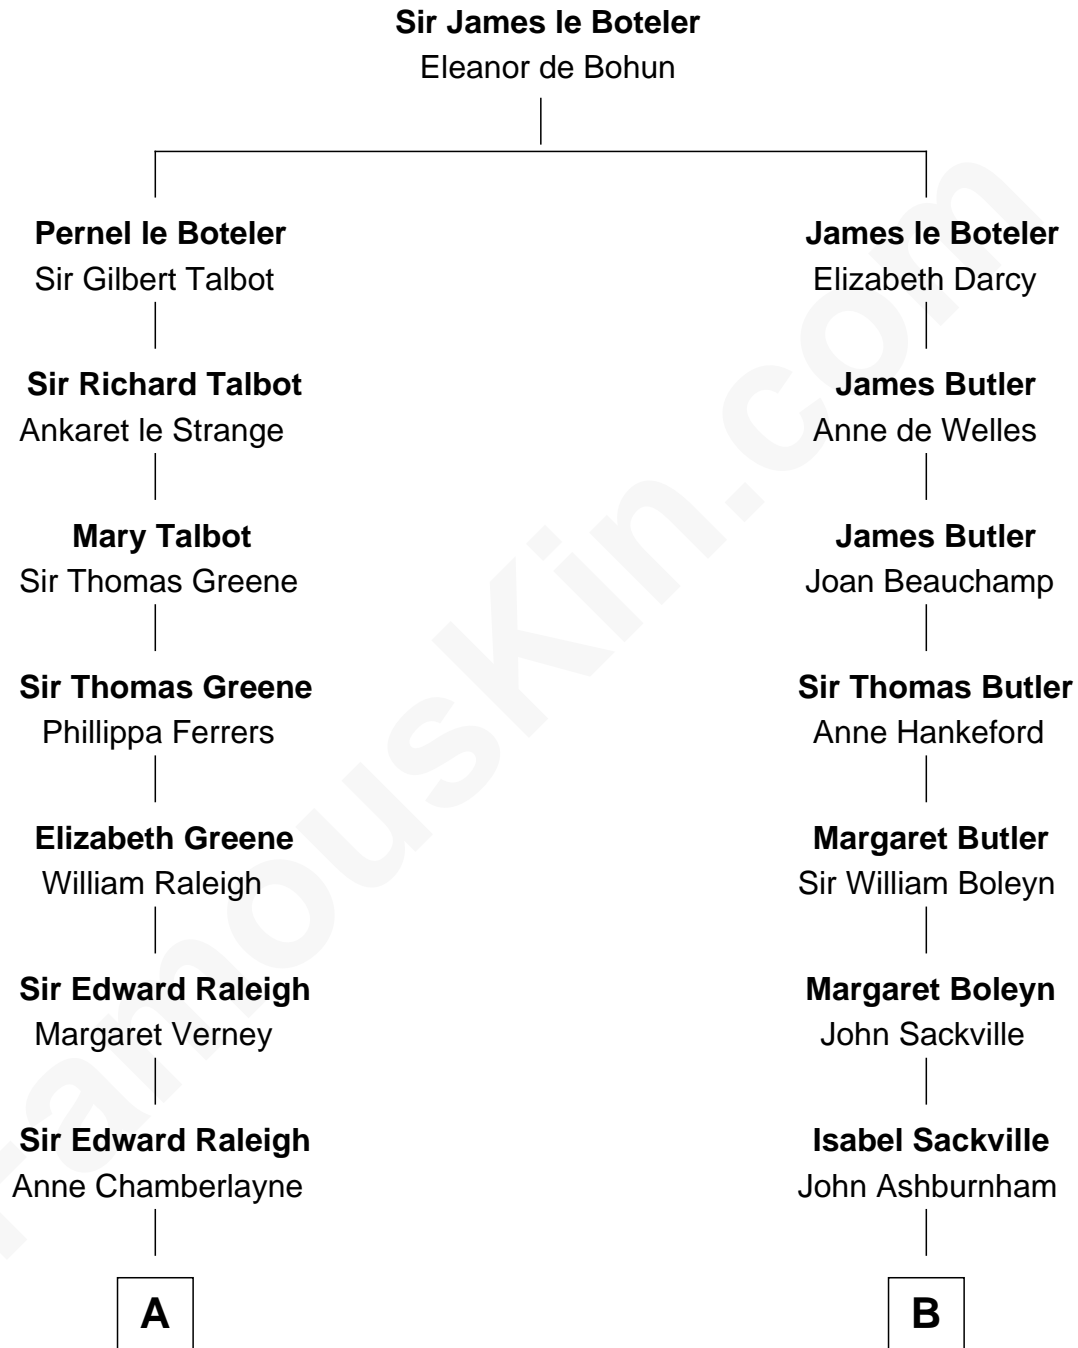 Sir James le Boteler
Eleanor de Bohun
Pernel le Boteler
Sir Gilbert Talbot
James le Boteler
Elizabeth Darcy
Sir Richard Talbot
Ankaret le Strange
James Butler
Anne de Welles
Mary Talbot
Sir Thomas Greene
James Butler
Joan Beauchamp
Sir Thomas Greene
Phillippa Ferrers
Sir Thomas Butler
Anne Hankeford
Elizabeth Greene
William Raleigh
Margaret Butler
Sir William Boleyn
Sir Edward Raleigh
Margaret Verney
Margaret Boleyn
John Sackville
Sir Edward Raleigh
Anne Chamberlayne
Isabel Sackville
John Ashburnham
A
B
FamousKin.com